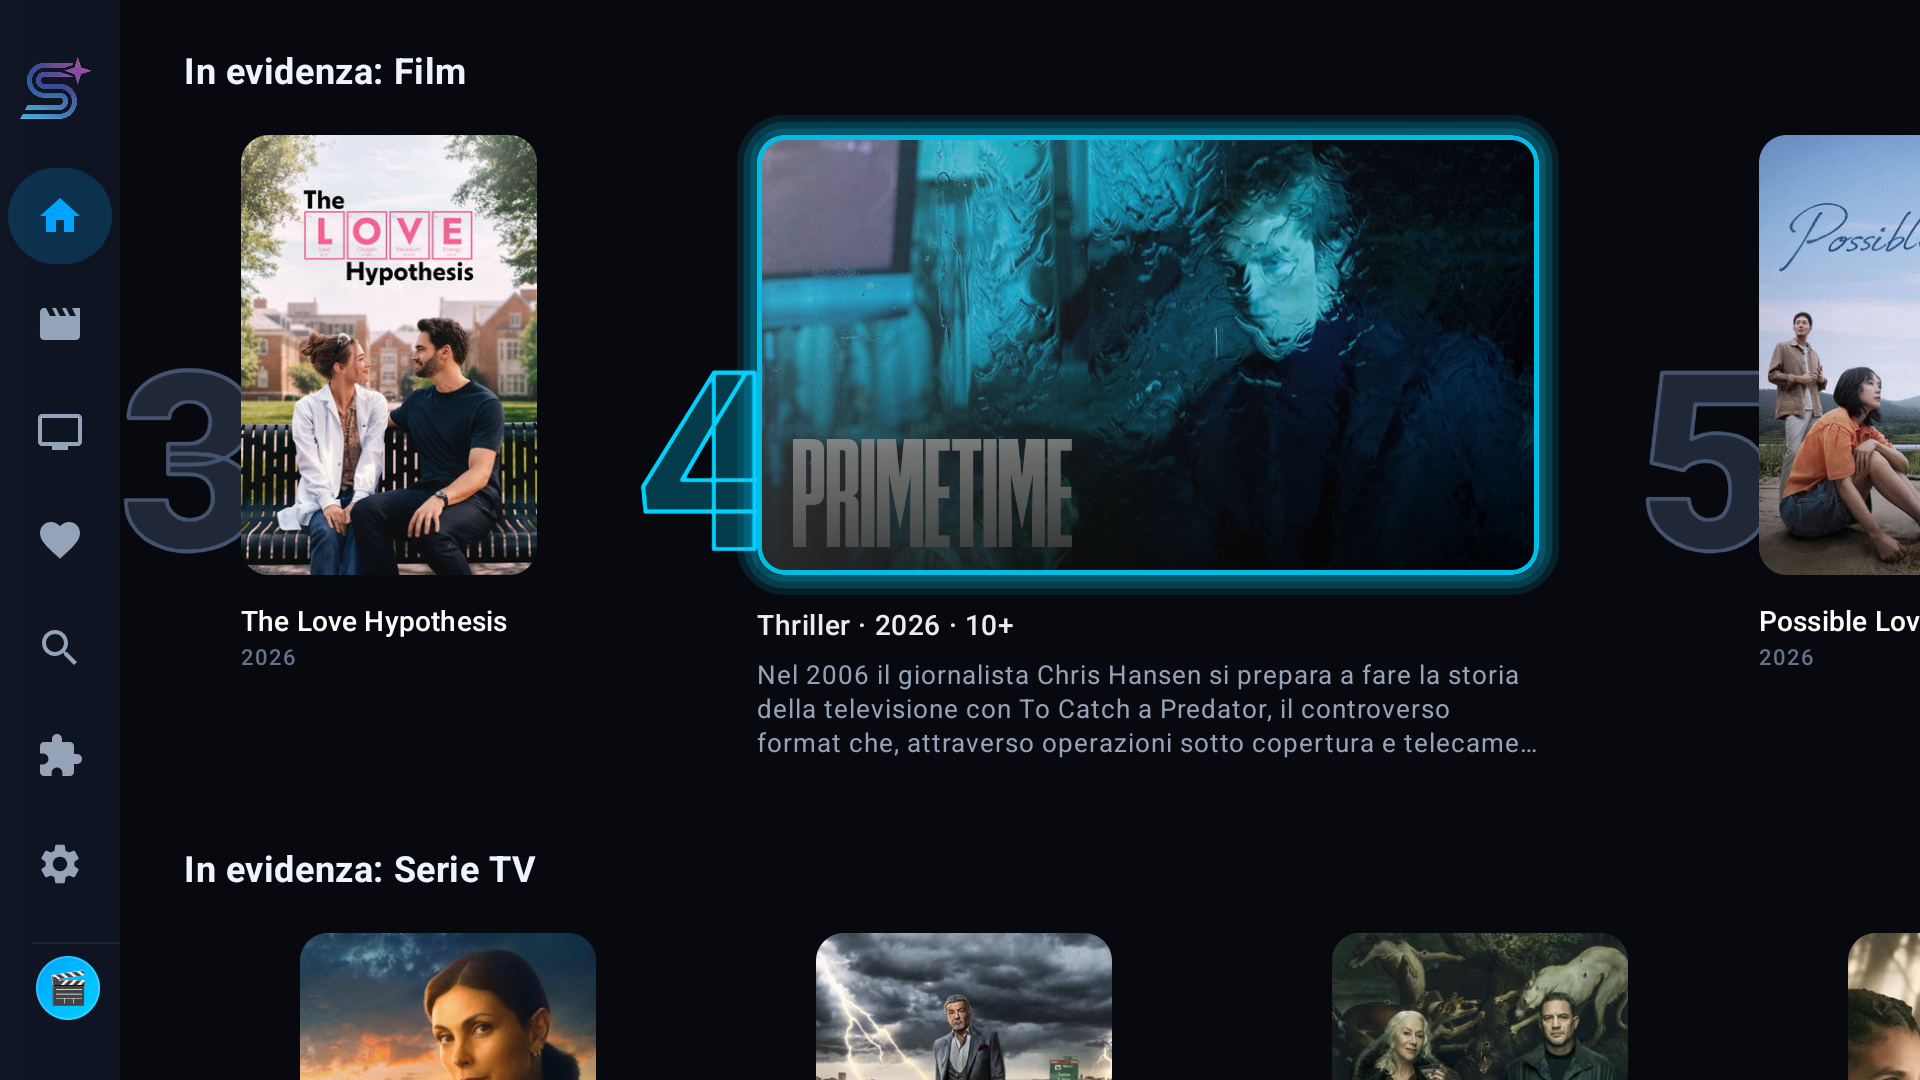 In evidenza: Film
The
LOVE
Hypothesis
3
The Love Hypothesis
2026
4
PRIMETIME
Thriller · 2026 · 10+
Nel 2006 il giornalista Chris Hansen si prepara a fare la storia
della televisione con To Catch a Predator, il controverso
format che, attraverso operazioni sotto copertura e telecame…
5
Possibl
Possible Lov
2026
In evidenza: Serie TV